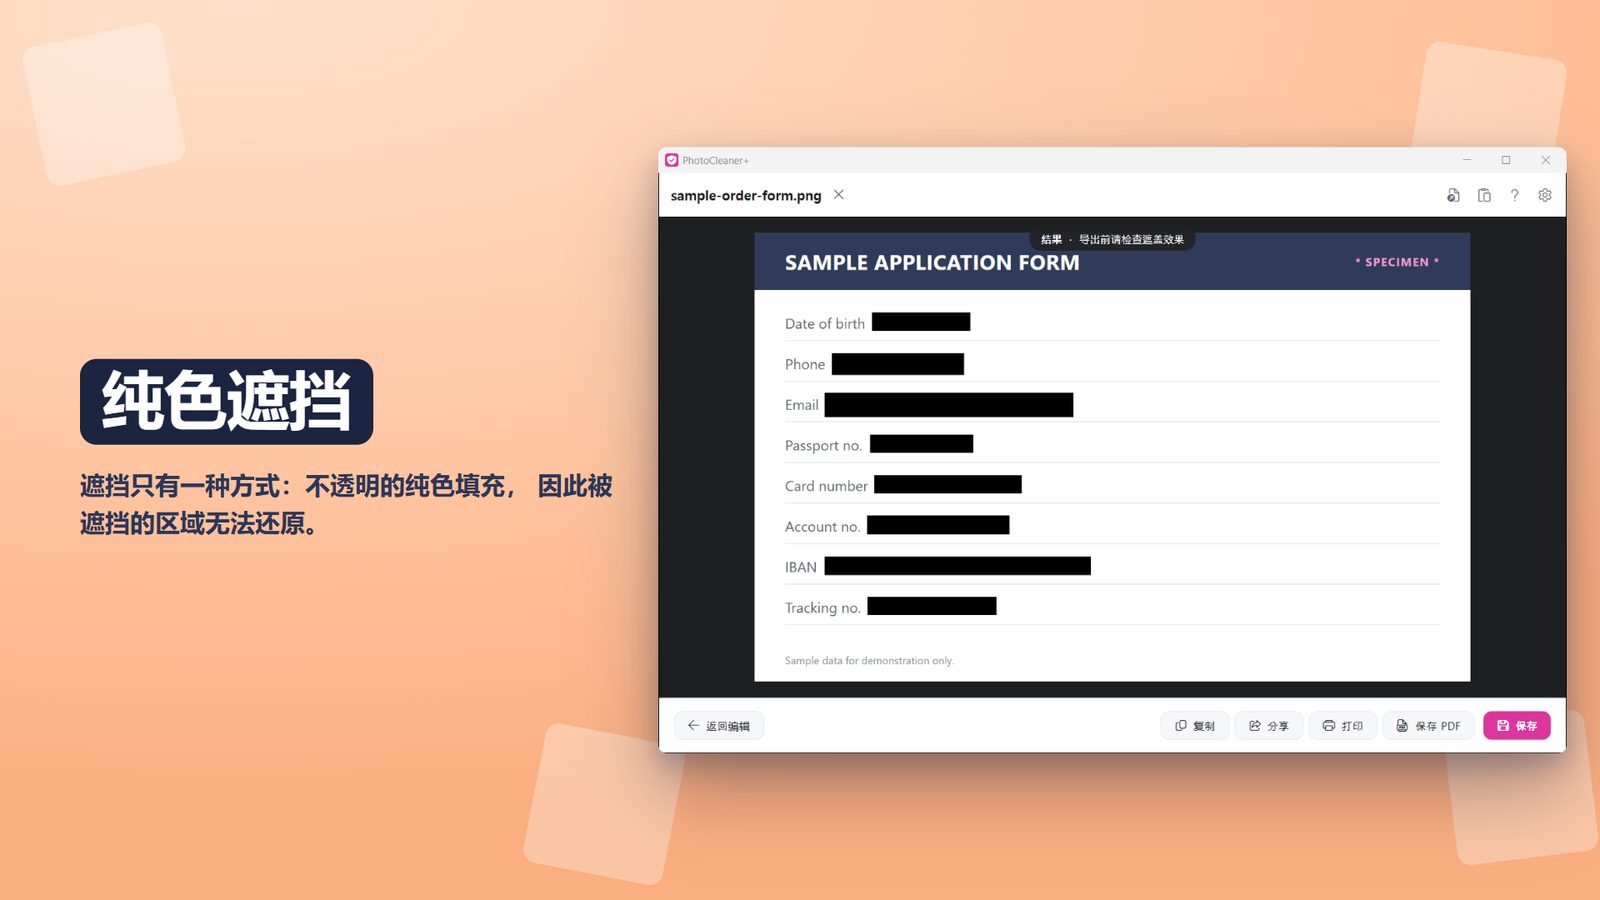 纯色遮挡
遮挡只有一种方式：不透明的纯色填充， 因此被
遮挡的区域无法还原。
PhotoCleaner+
sample-order-form.png
结果 · 导出前请检查遮盖效果
SAMPLE APPLICATION FORM
* SPECIMEN *
Date of birth
Phone
Email
Passport no.
Card number
Account no.
IBAN
Tracking no.
Sample data for demonstration only.
返回编辑
复制
分享
打印
保存 PDF
保存